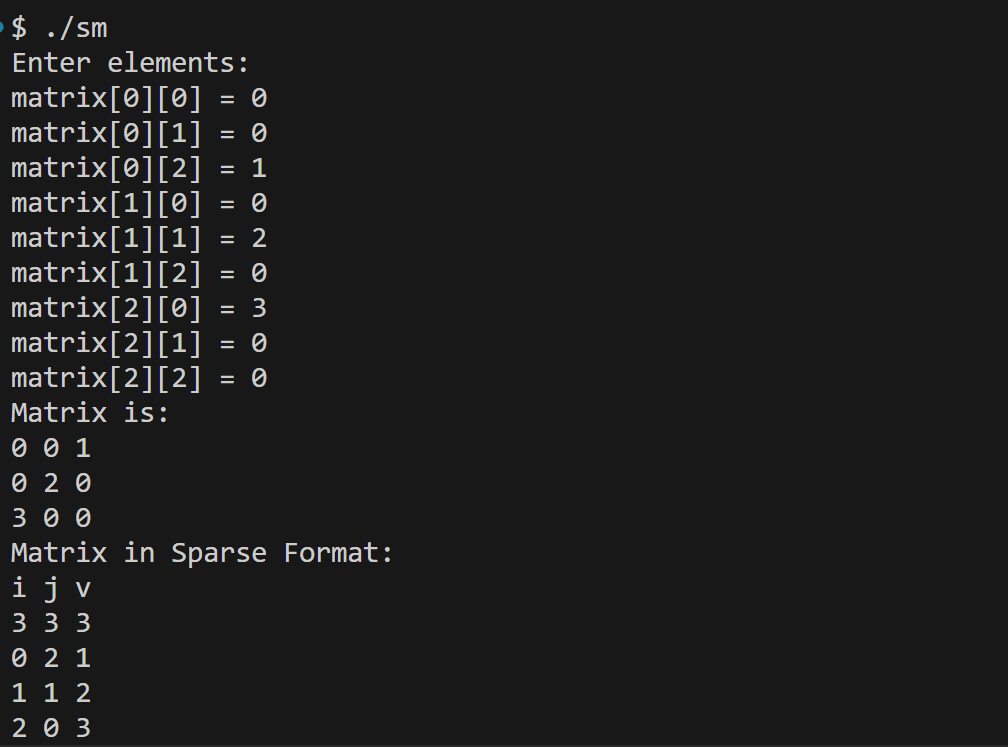 $ ./sm
Enter elements:
matrix[0][0] = 0
matrix[0][1] = 0
matrix[0][2] = 1
matrix[1][0] = 0
matrix[1][1] = 2
matrix[1][2] = 0
matrix[2][0] = 3
matrix[2][1] = 0
matrix[2][2] = 0
Matrix is:
0 0 1
0 2 0
3 0 0
Matrix in Sparse Format:
i j v
3 3 3
0 2 1
1 1 2
2 0 3